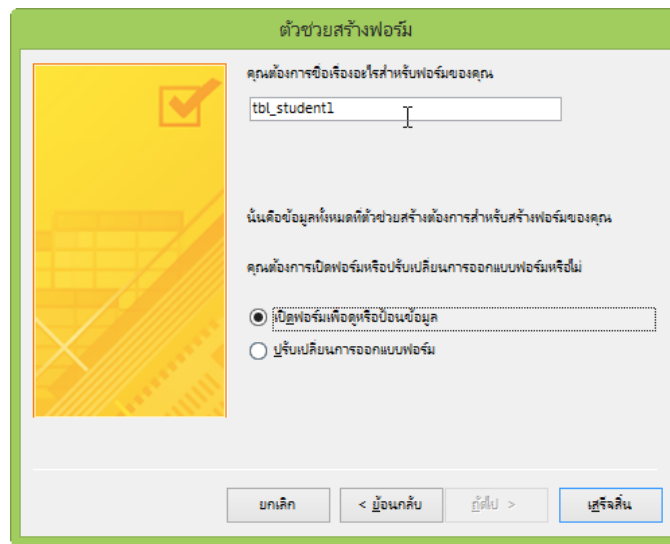 ตัวช่วยสร้างฟอร์ม
คุณต้องการชื่อเรื่องอะไรสำหรับฟอร์มของคุณ
tbl_student1
นั่นคือข้อมูลทั้งหมดที่ตัวช่วยสร้างต้องการสำหรับสร้างฟอร์มของคุณ
คุณต้องการเปิดฟอร์มหรือปรับเปลี่ยนการออกแบบฟอร์มหรือไม่
เปิดฟอร์มเพื่อดูหรือป้อนข้อมูล
ปรับเปลี่ยนการออกแบบฟอร์ม
ยกเลิก < ย้อนกลับ ถัดไป > เสร็จสิ้น